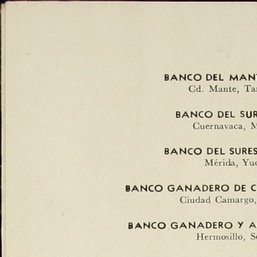 BANCO DEL MANT
Cd. Mante, Ta
BANCO DEL SUR
Cuernavaca, M
BANCO DEL SURES
Mérida, Yuc
BANCO GANADERO DE C
Ciudad Camargo,
BANCO GANADERO Y A
Hermosillo, S